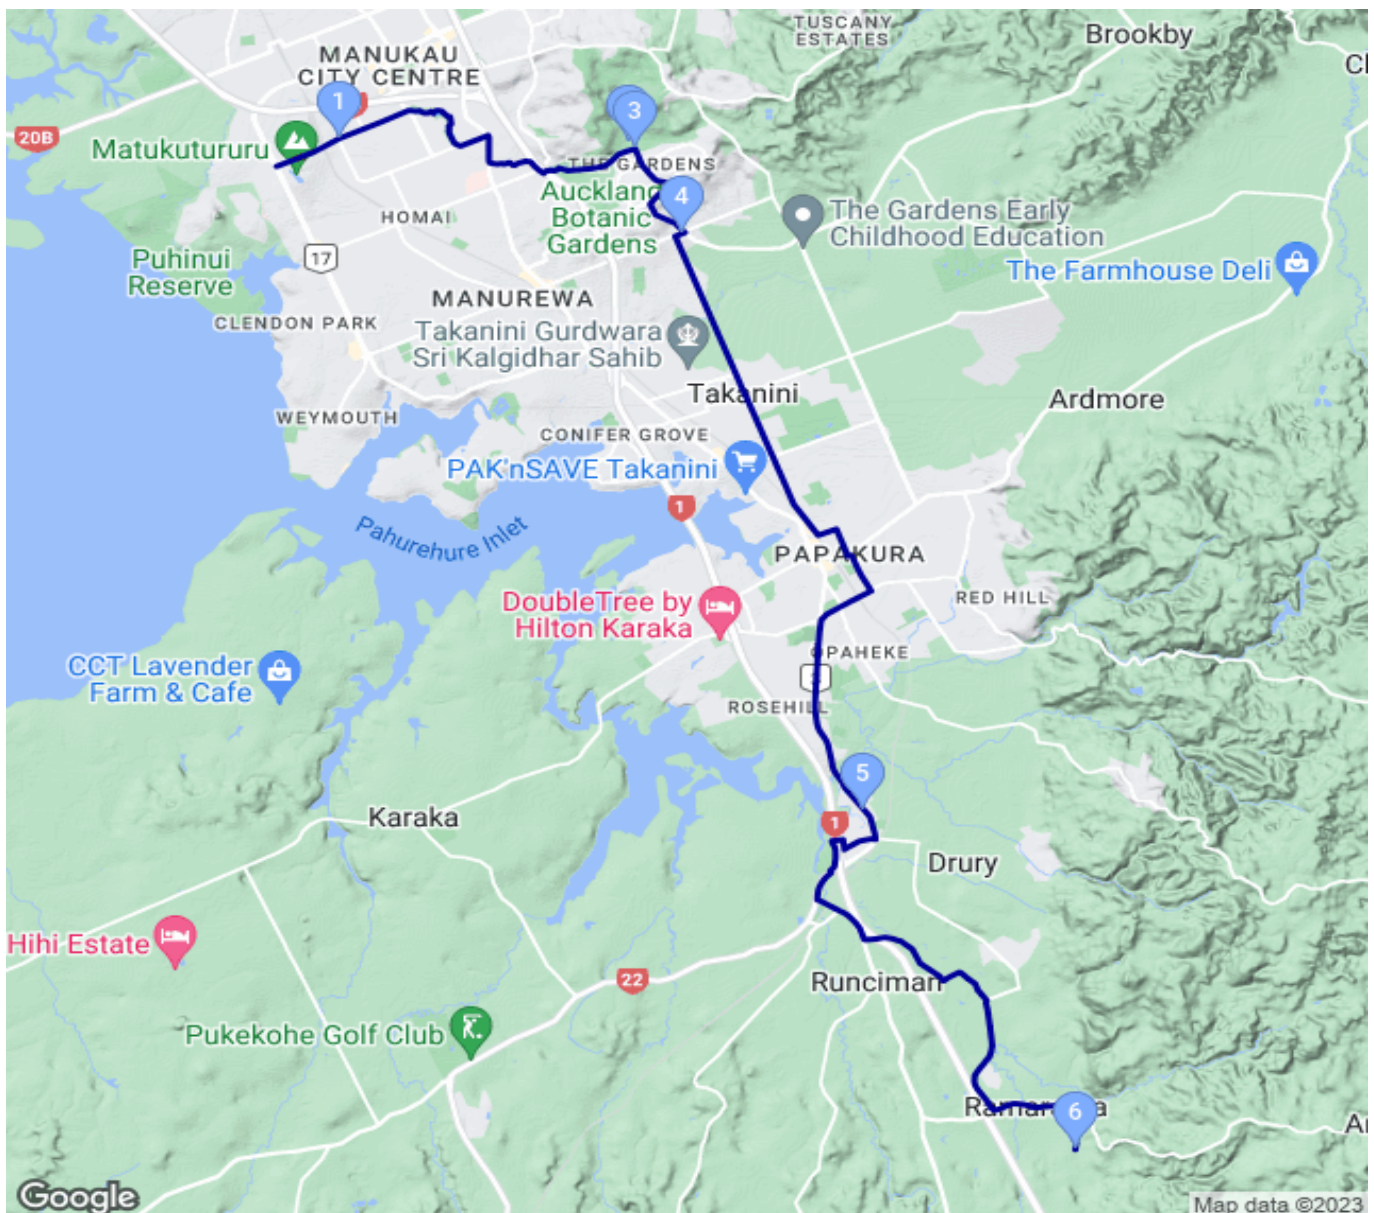 TUSCANY
ESTATES
Brookby
MANUKAU
CITY CENTRE
1
20B
Matukutururu
3
THE GARDENS
Auckland
Botanic
Gardens
4
The Gardens Early
Childhood Education
HOMAI
17
Puhinui
Reserve
The Farmhouse Deli
MANUREWA
CLENDON PARK
Takanini Gurdwara
Sri Kalgidhar Sahib
Takanini
Ardmore
WEYMOUTH
CONIFER GROVE
PAK'nSAVE Takanini
1
Pahurehure Inlet
PAPAKURA
RED HILL
DoubleTree by
Hilton Karaka
OPAHEKE
CCT Lavender
Farm & Cafe
ROSEHILL
5
Karaka
1
Drury
Hihi Estate
22
Runciman
Pukekohe Golf Club
6
Google
Map data ©2023